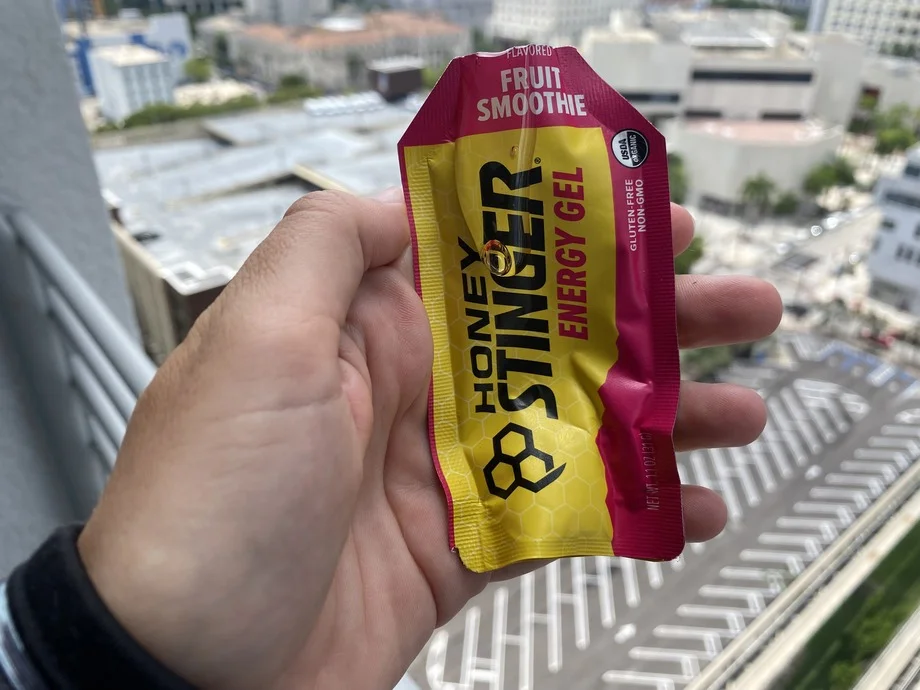 FLAVORED
FRUIT
SMOOTHIE
USDA
ORGANIC
GLUTEN-FREE
NON-GMO
HONEY
STINGER®
ENERGY GEL